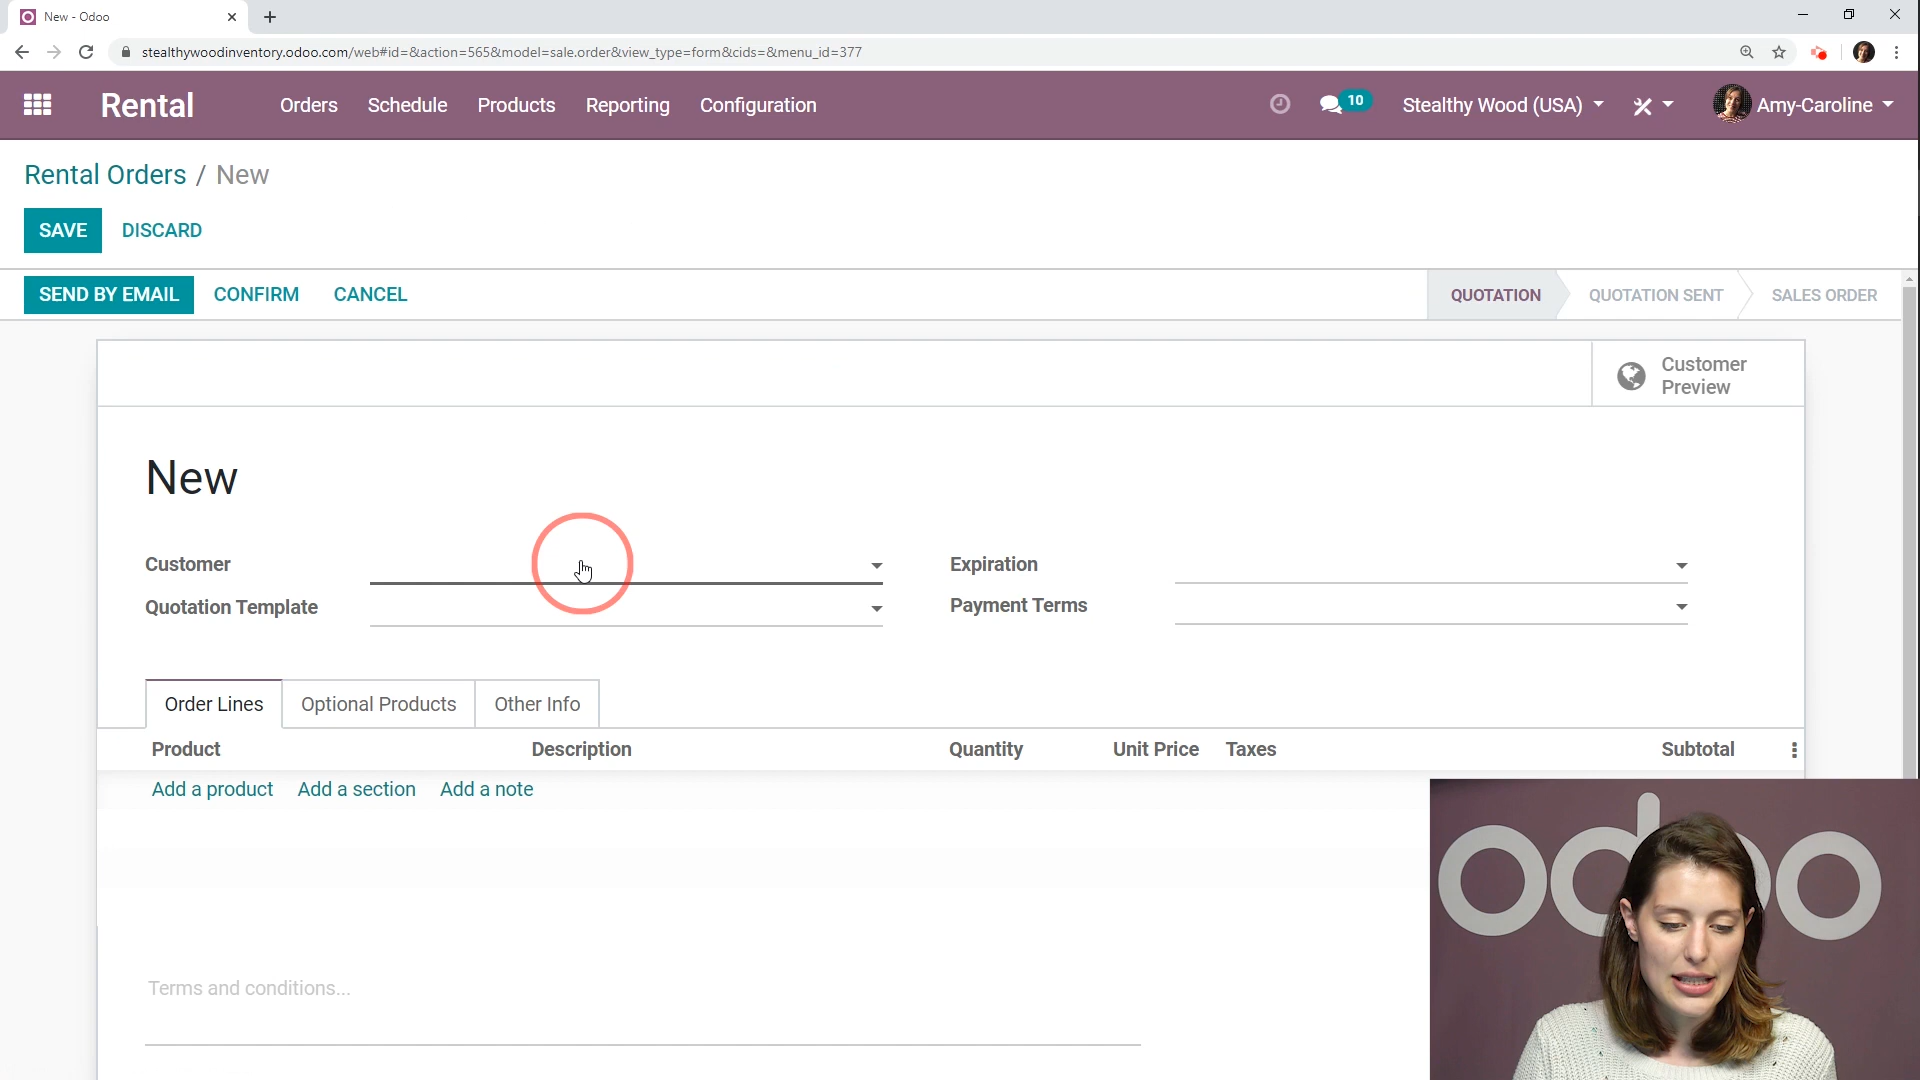 New - Odoo
stealthywoodinventory.odoo.com/web#id=&action=565&model=sale.order&view_type=form&cids=&menu_id=377
Rental Orders Schedule Products Reporting Configuration 10 Stealthy Wood (USA) Amy-Caroline
Rental Orders / New
SAVE DISCARD
SEND BY EMAIL CONFIRM CANCEL QUOTATION QUOTATION SENT SALES ORDER
Customer
Preview
New
Customer Expiration
Quotation Template Payment Terms
Order Lines Optional Products Other Info
Product Description Quantity Unit Price Taxes Subtotal
Add a product Add a section Add a note
odoo
Terms and conditions...